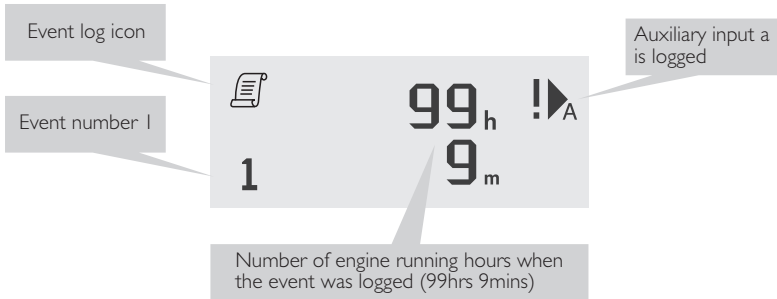 Event log icon
Auxiliary input a
is logged
99h
A
Event number 1
1
9m
Number of engine running hours when
the event was logged (99hrs 9mins)